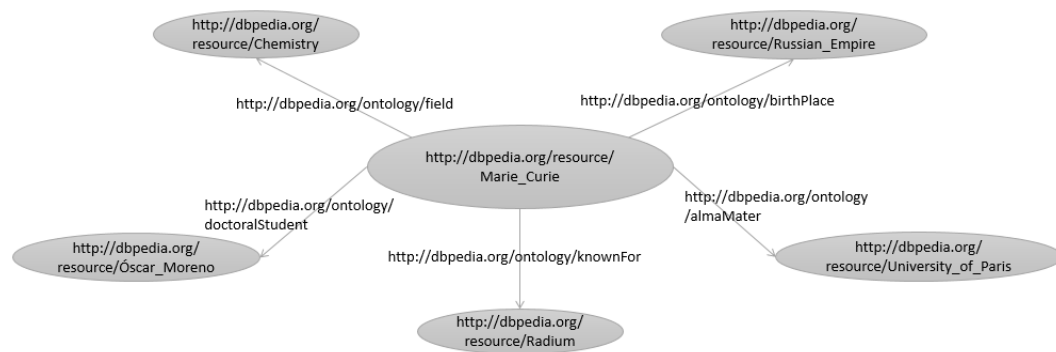 http://dbpedia.org/
resource/Chemistry
http://dbpedia.org/
resource/Russian_Empire
http://dbpedia.org/ontology/field
http://dbpedia.org/ontology/birthPlace
http://dbpedia.org/resource/
Marie_Curie
http://dbpedia.org/ontology/
doctoralStudent
http://dbpedia.org/ontology
/almaMater
http://dbpedia.org/
resource/Óscar_Moreno
http://dbpedia.org/ontology/knownFor
http://dbpedia.org/
resource/University_of_Paris
http://dbpedia.org/
resource/Radium